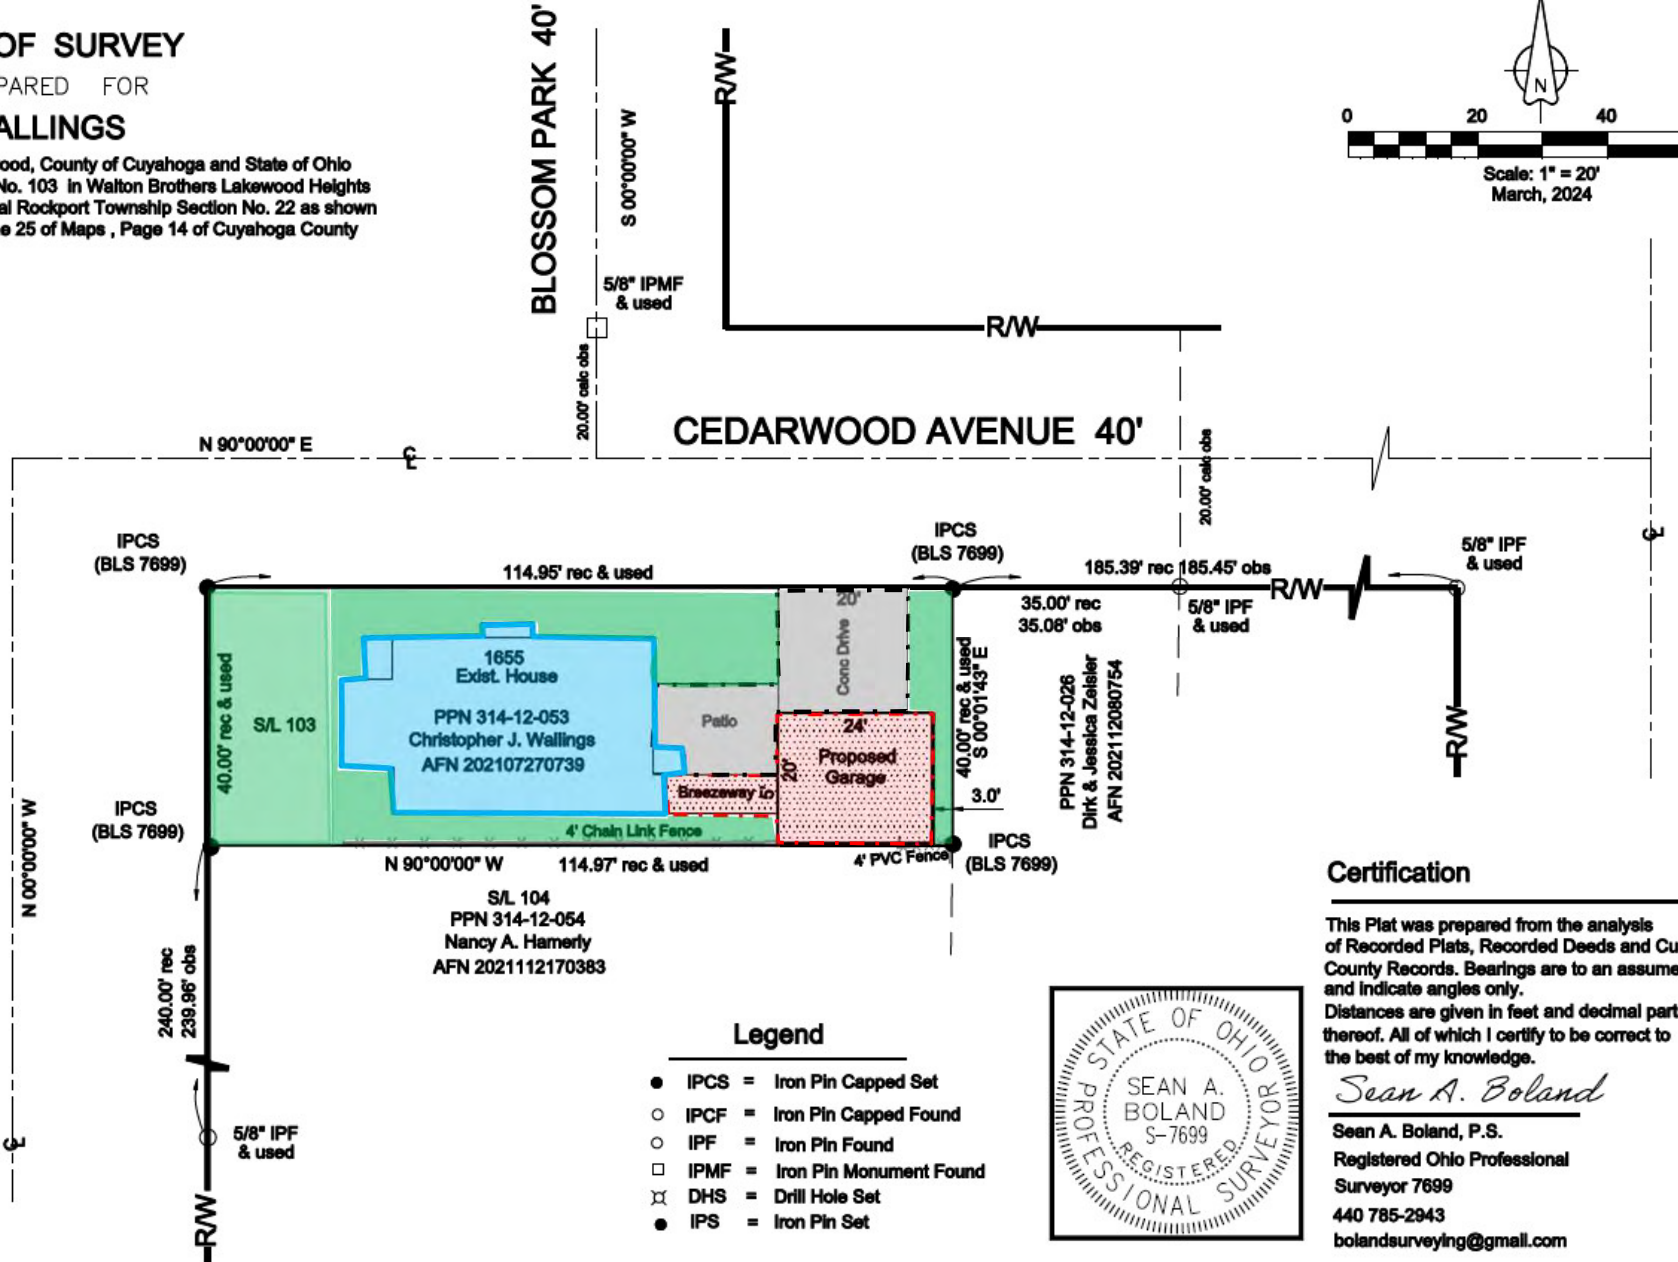 OF SURVEY
PARED FOR
ALLINGS
ood, County of Cuyahoga and State of Ohio
No. 103 in Walton Brothers Lakewood Heights
al Rockport Township Section No. 22 as shown
e 25 of Maps , Page 14 of Cuyahoga County
BLOSSOM PARK 40'
S 00°00'00" W
R/W
N
0 20 40
Scale: 1" = 20'
March, 2024
5/8" IPMF
& used
20.00' calc obs
R/W
CEDARWOOD AVENUE 40'
N 90°00'00" E
20.00' calc obs
IPCS
(BLS 7699)
114.95' rec & used
IPCS
(BLS 7699)
185.39' rec 185.45' obs
R/W
5/8" IPF
& used
35.00' rec
35.08' obs
5/8" IPF
& used
40.00' rec & used
S/L 103
1655
Exist. House
PPN 314-12-053
Christopher J. Wallings
AFN 202107270739
Patio
20'
Conc Drive
24'
20'
Proposed
Garage
Breezeway
40.00' rec & used
S 00°01'43" E
3.0'
PPN 314-12-026
Dirk & Jessica Zeisler
AFN 202112080754
R/W
IPCS
(BLS 7699)
4' Chain Link Fence
N 90°00'00" W 114.97' rec & used
4' PVC Fence
IPCS
(BLS 7699)
N 00°00'00" W
S/L 104
PPN 314-12-054
Nancy A. Hamerly
AFN 2021112170383
240.00' rec
239.96' obs
5/8" IPF
& used
R/W
Legend
IPCS = Iron Pin Capped Set
IPCF = Iron Pin Capped Found
IPF = Iron Pin Found
IPMF = Iron Pin Monument Found
DHS = Drill Hole Set
IPS = Iron Pin Set
STATE OF OHIO
SEAN A.
BOLAND
S-7699
REGISTERED
PROFESSIONAL SURVEYOR
Certification
This Plat was prepared from the analysis
of Recorded Plats, Recorded Deeds and Cu
County Records. Bearings are to an assume
and indicate angles only.
Distances are given in feet and decimal part
thereof. All of which I certify to be correct to
the best of my knowledge.
Sean A. Boland
Sean A. Boland, P.S.
Registered Ohio Professional
Surveyor 7699
440 785-2943
bolandsurveying@gmail.com